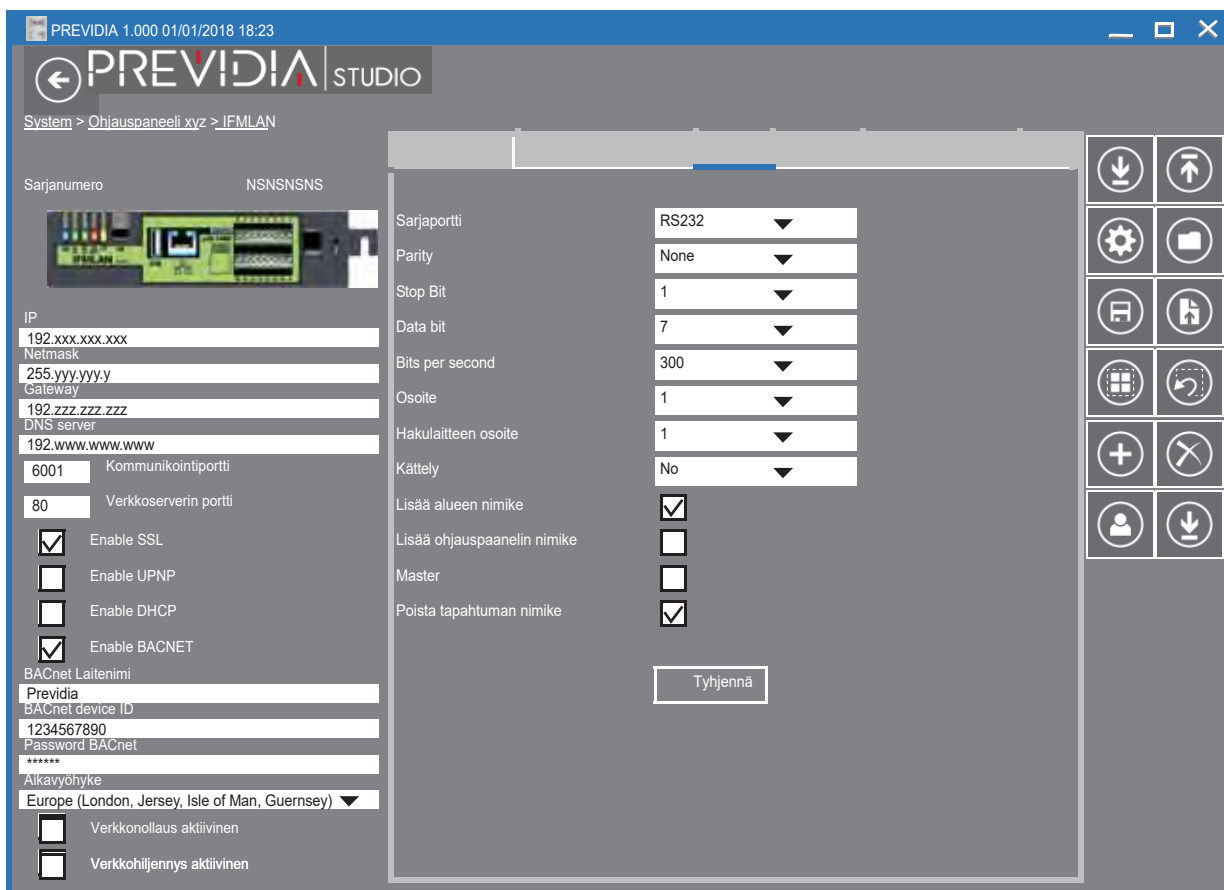 PREVIDIA 1.000 01/01/2018 18:23
PREVIDIA STUDIO
System > Ohjauspaneeli xyz > IFMLAN
Sarjanumero NSNSNSNS
IFMLAN
IP
192.xxx.xxx.xxx
Netmask
255.yyy.yyy.y
Gateway
192.zzz.zzz.zzz
DNS server
192.www.www.www
6001 Kommunikointiportti
80 Verkkoserverin portti
Enable SSL
Enable UPNP
Enable DHCP
Enable BACNET
BACnet Laitenimi
Previdia
BACnet device ID
1234567890
Password BACnet
******
Aikavyöhyke
Europe (London, Jersey, Isle of Man, Guernsey)
Verkkonollaus aktiivinen
Verkkohiljennys aktiivinen
Sarjaportti RS232
Parity None
Stop Bit 1
Data bit 7
Bits per second 300
Osoite 1
Hakulaitteen osoite 1
Kättely No
Lisää alueen nimike
Lisää ohjauspaanelin nimike
Master
Poista tapahtuman nimike
Tyhjennä